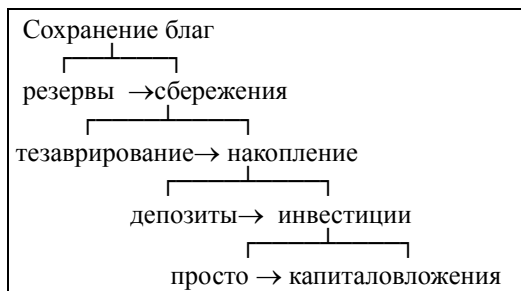 Сохранение благ
резервы →сбережения
тезаврирование→ накопление
депозиты→ инвестиции
просто → капиталовложения